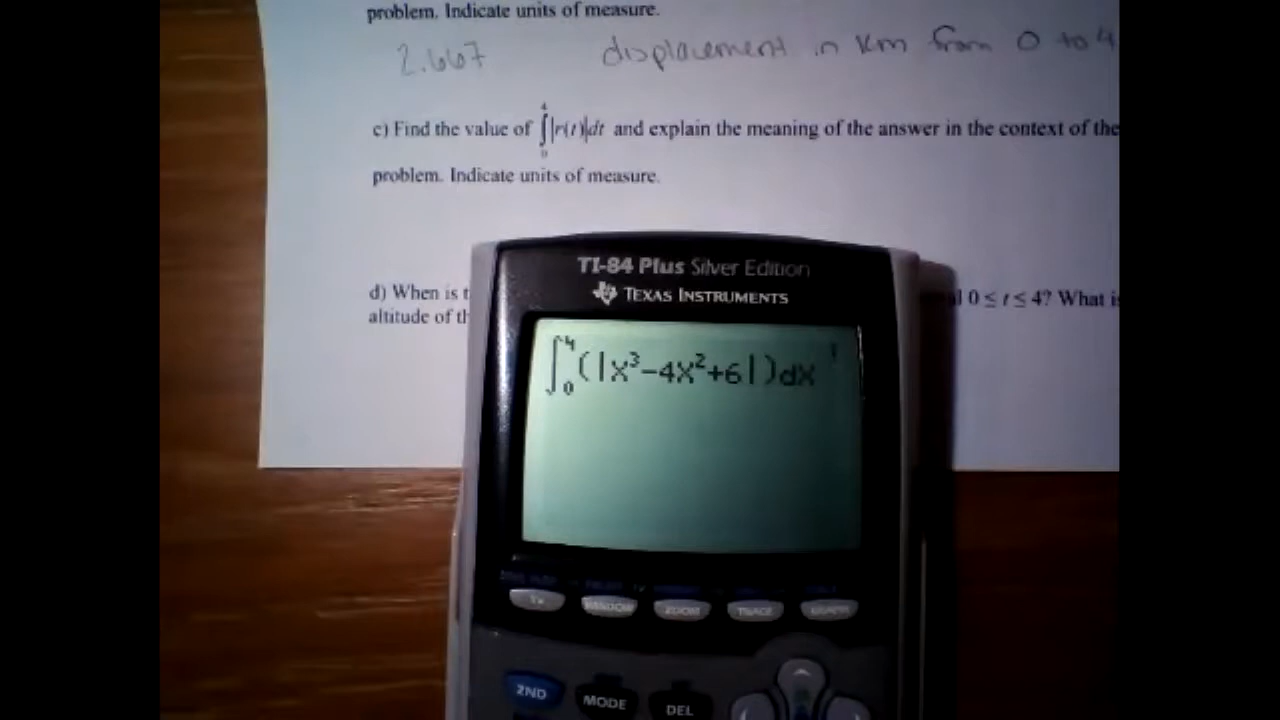 problem. Indicate units of measure.
2.667 displacement in km from 0 to 4
c) Find the value of ∫₀⁴|r(t)|dt and explain the meaning of the answer in the context of the
problem. Indicate units of measure.
d) When is t
0 ≤ t ≤ 4? What is
altitude of th
TI-84 Plus Silver Edition
TEXAS INSTRUMENTS
∫₀⁴(|X³-4X²+6|)dX
Y= ZOOM TRACE GRAPH
2ND MODE DEL